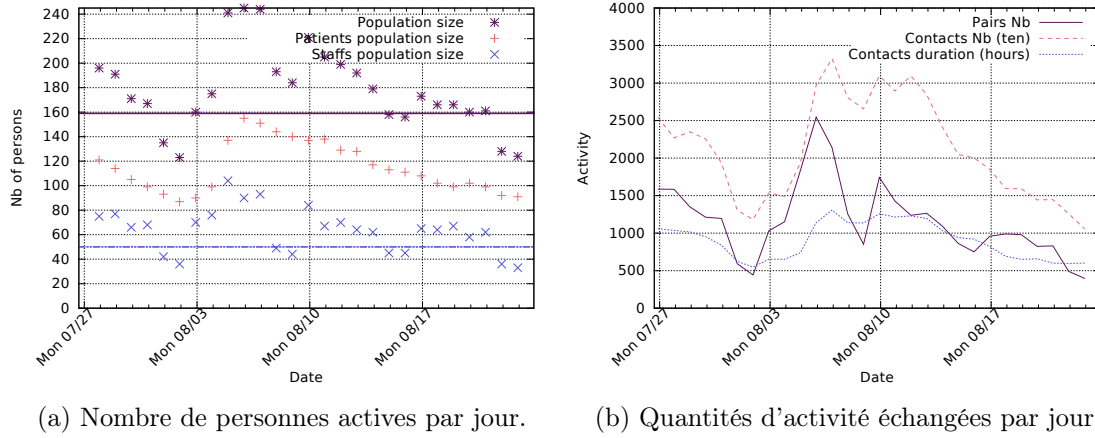 Population size
Patients population size
Staffs population size
Nb of persons
240
220
200
180
160
140
120
100
80
60
40
20
0
Mon 07/27
Mon 08/03
Mon 08/10
Mon 08/17
Date
(a) Nombre de personnes actives par jour.
Pairs Nb
Contacts Nb (ten)
Contacts duration (hours)
Activity
4000
3500
3000
2500
2000
1500
1000
500
0
Mon 07/27
Mon 08/03
Mon 08/10
Mon 08/17
Date
(b) Quantités d'activité échangées par jour